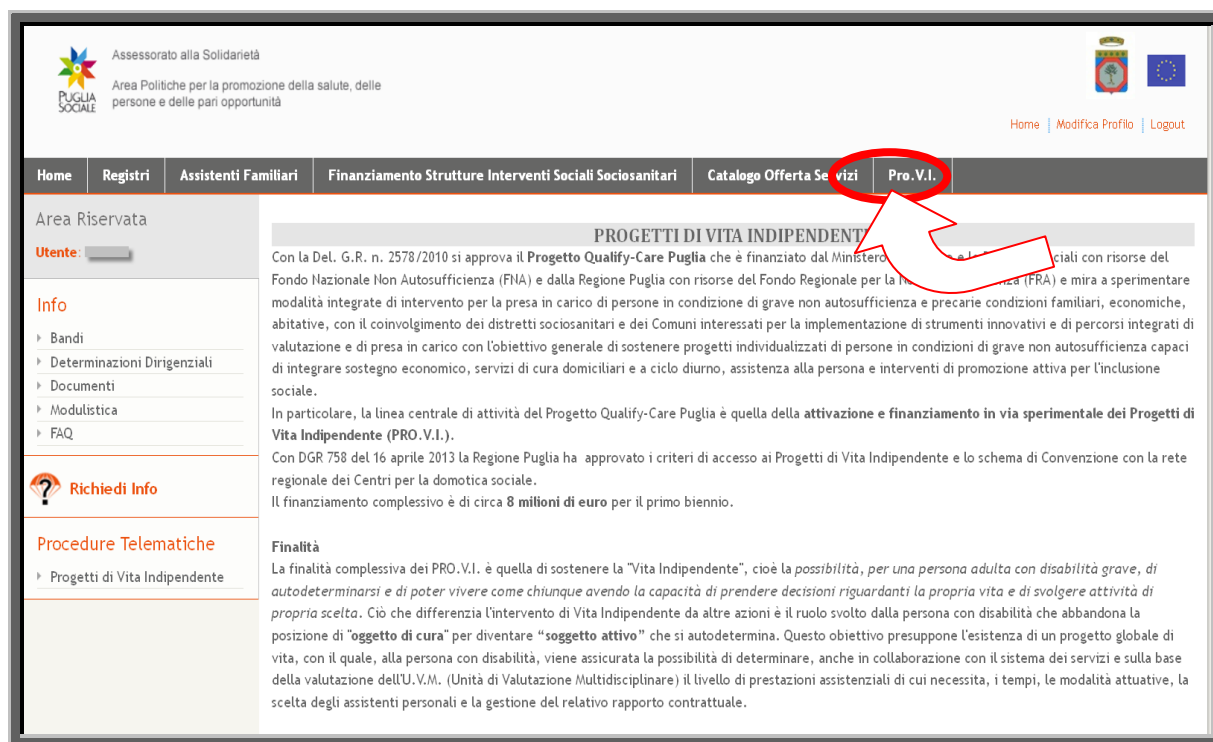 Assessorato alla Solidarietà
Area Politiche per la promozione della salute, delle
persone e delle pari opportunità
PUGLIA
SOCIALE
Home | Modifica Profilo | Logout
Home Registri Assistenti Familiari Finanziamento Strutture Interventi Sociali Sociosanitari Catalogo Offerta Servizi Pro.V.I.
Area Riservata
Utente:
Info
Bandi
Determinazioni Dirigenziali
Documenti
Modulistica
FAQ
Richiedi Info
Procedure Telematiche
Progetti di Vita Indipendente
PROGETTI DI VITA INDIPENDENTE
Con la Del. G.R. n. 2578/2010 si approva il Progetto Qualify-Care Puglia che è finanziato dal Ministero con risorse del
Fondo Nazionale Non Autosufficienza (FNA) e dalla Regione Puglia con risorse del Fondo Regionale per la (FRA) e mira a sperimentare
modalità integrate di intervento per la presa in carico di persone in condizione di grave non autosufficienza e precarie condizioni familiari, economiche,
abitative, con il coinvolgimento dei distretti sociosanitari e dei Comuni interessati per la implementazione di strumenti innovativi e di percorsi integrati di
valutazione e di presa in carico con l'obiettivo generale di sostenere progetti individualizzati di persone in condizioni di grave non autosufficienza capaci
di integrare sostegno economico, servizi di cura domiciliari e a ciclo diurno, assistenza alla persona e interventi di promozione attiva per l'inclusione
sociale.
In particolare, la linea centrale di attività del Progetto Qualify-Care Puglia è quella della attivazione e finanziamento in via sperimentale dei Progetti di
Vita Indipendente (PRO.V.I.).
Con DGR 758 del 16 aprile 2013 la Regione Puglia ha approvato i criteri di accesso ai Progetti di Vita Indipendente e lo schema di Convenzione con la rete
regionale dei Centri per la domotica sociale.
Il finanziamento complessivo è di circa 8 milioni di euro per il primo biennio.
Finalità
La finalità complessiva dei PRO.V.I. è quella di sostenere la "Vita Indipendente", cioè la possibilità, per una persona adulta con disabilità grave, di
autodeterminarsi e di poter vivere come chiunque avendo la capacità di prendere decisioni riguardanti la propria vita e di svolgere attività di
propria scelta. Ciò che differenzia l'intervento di Vita Indipendente da altre azioni è il ruolo svolto dalla persona con disabilità che abbandona la
posizione di "oggetto di cura" per diventare “soggetto attivo” che si autodetermina. Questo obiettivo presuppone l'esistenza di un progetto globale di
vita, con il quale, alla persona con disabilità, viene assicurata la possibilità di determinare, anche in collaborazione con il sistema dei servizi e sulla base
della valutazione dell'U.V.M. (Unità di Valutazione Multidisciplinare) il livello di prestazioni assistenziali di cui necessita, i tempi, le modalità attuative, la
scelta degli assistenti personali e la gestione del relativo rapporto contrattuale.